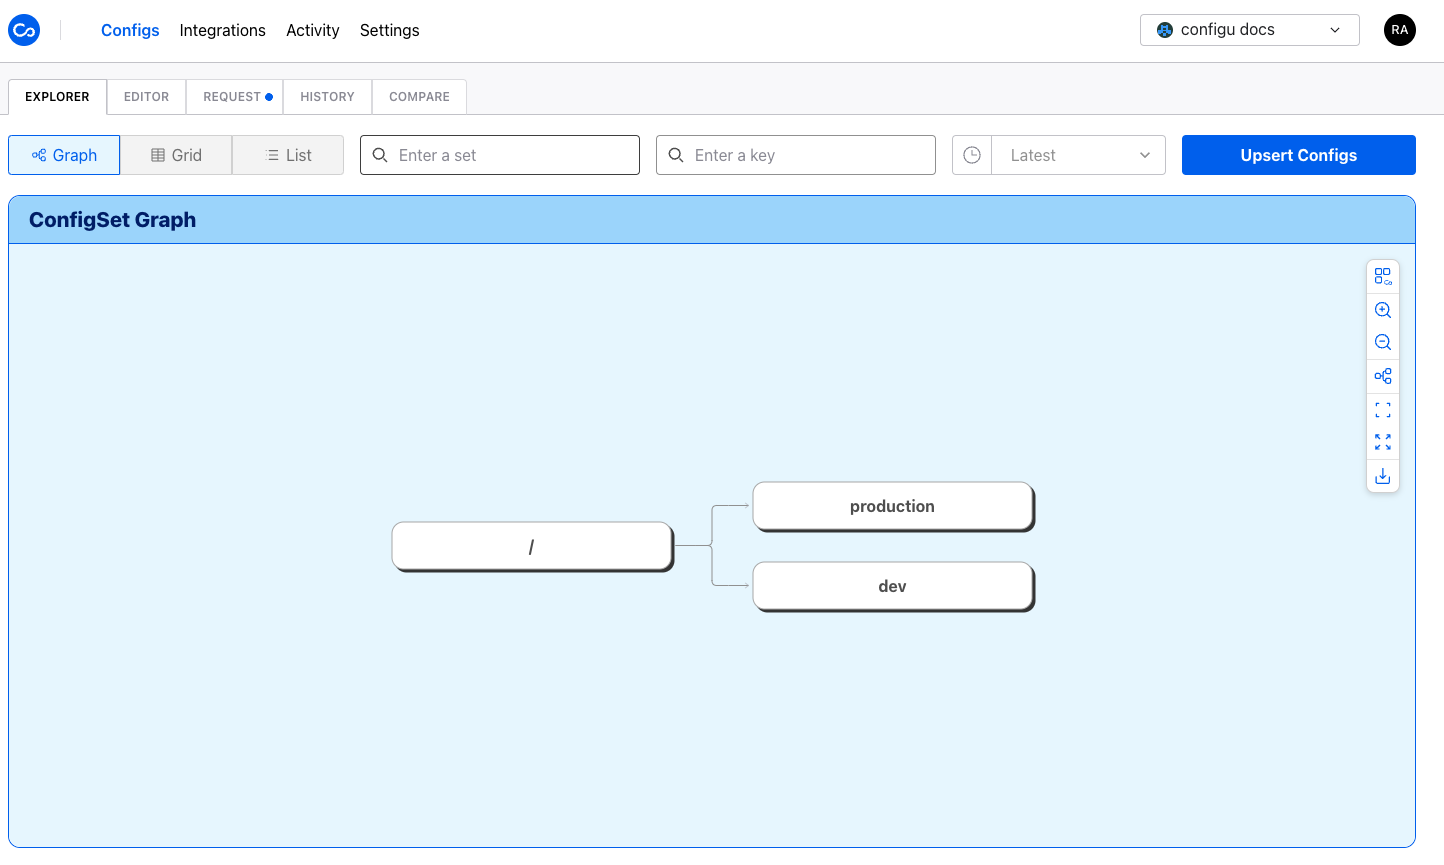 Configs Integrations Activity Settings configu docs RA
EXPLORER EDITOR REQUEST HISTORY COMPARE
Graph Grid List Enter a set Enter a key Latest Upsert Configs
ConfigSet Graph
production
/
dev